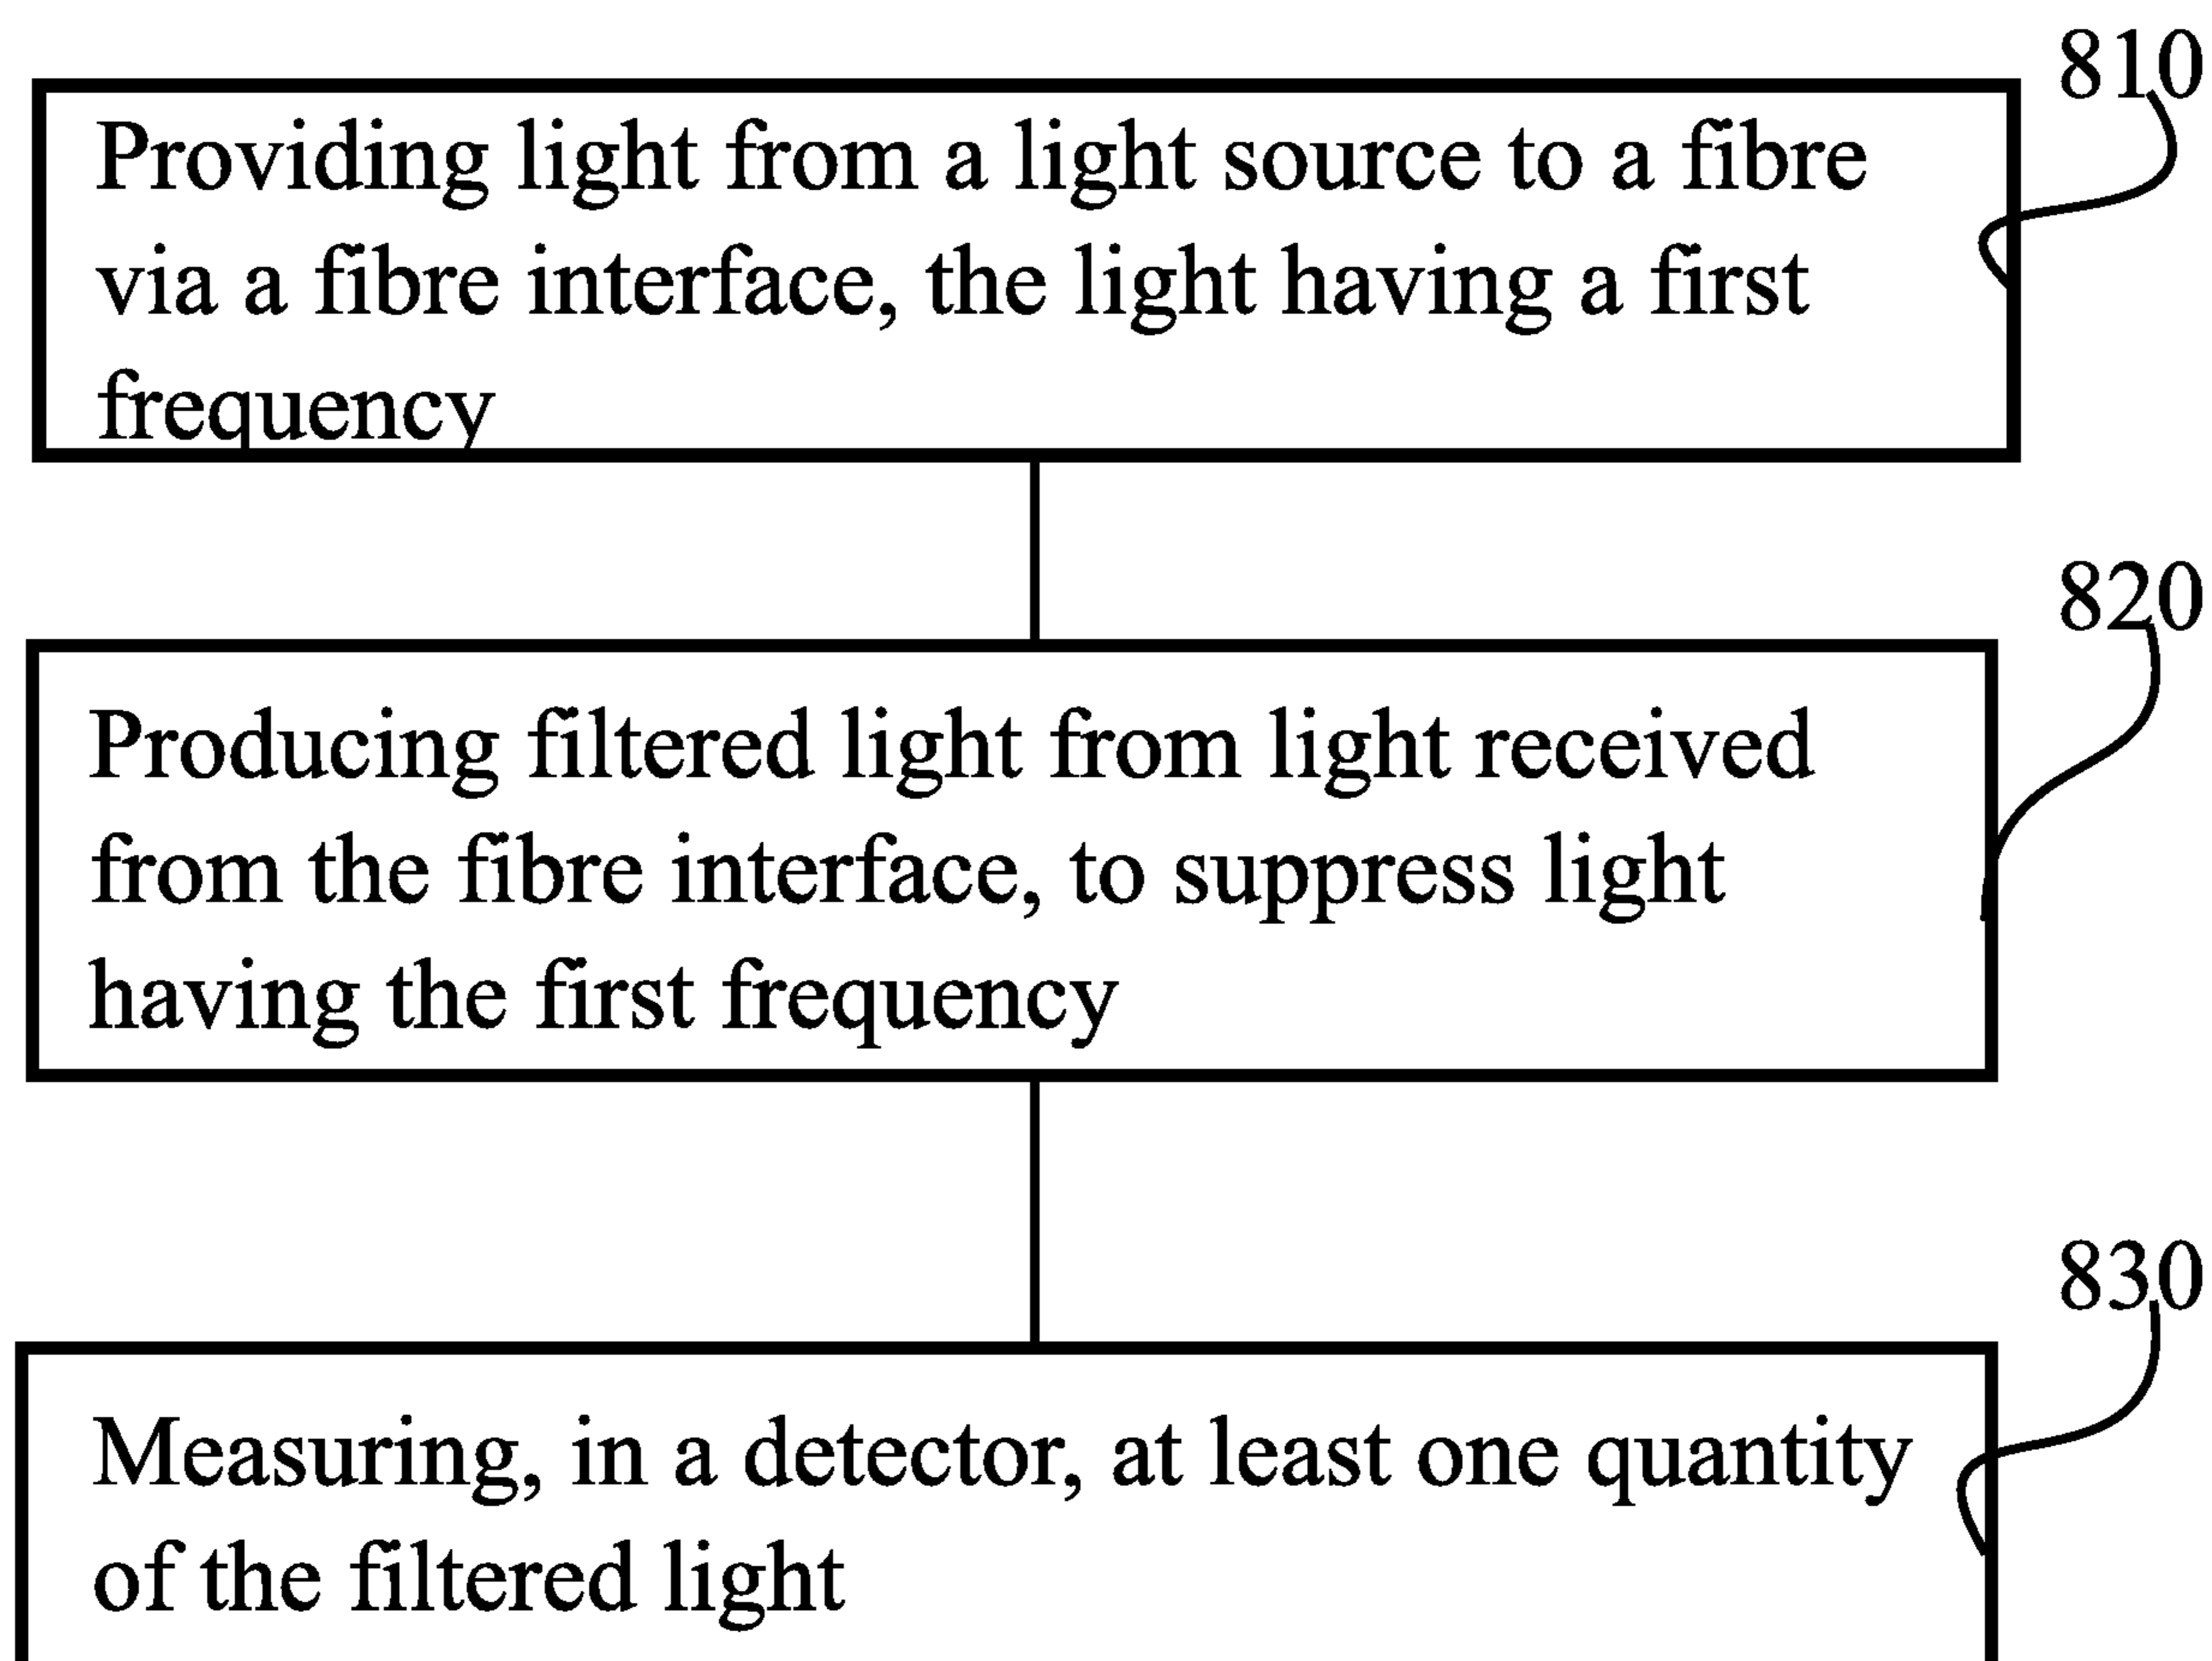 810
Providing light from a light source to a fibre
via a fibre interface, the light having a first
frequency
820
Producing filtered light from light received
from the fibre interface, to suppress light
having the first frequency
830
Measuring, in a detector, at least one quantity
of the filtered light